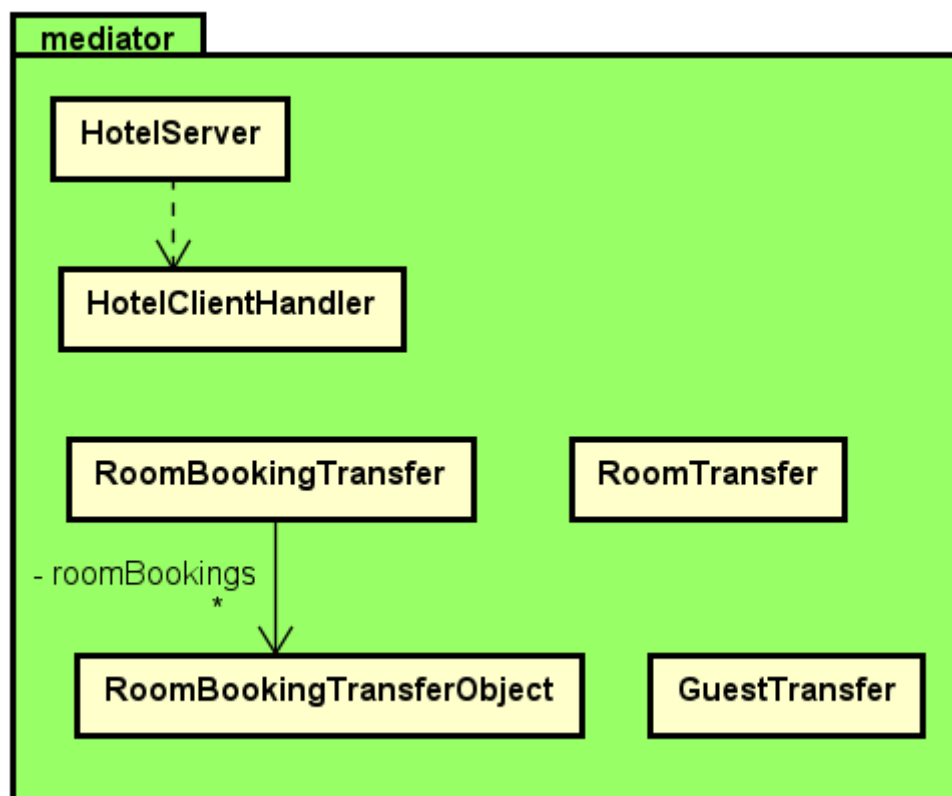 mediator
HotelServer
HotelClientHandler
RoomBookingTransfer
RoomTransfer
- roomBookings
*
RoomBookingTransferObject
GuestTransfer